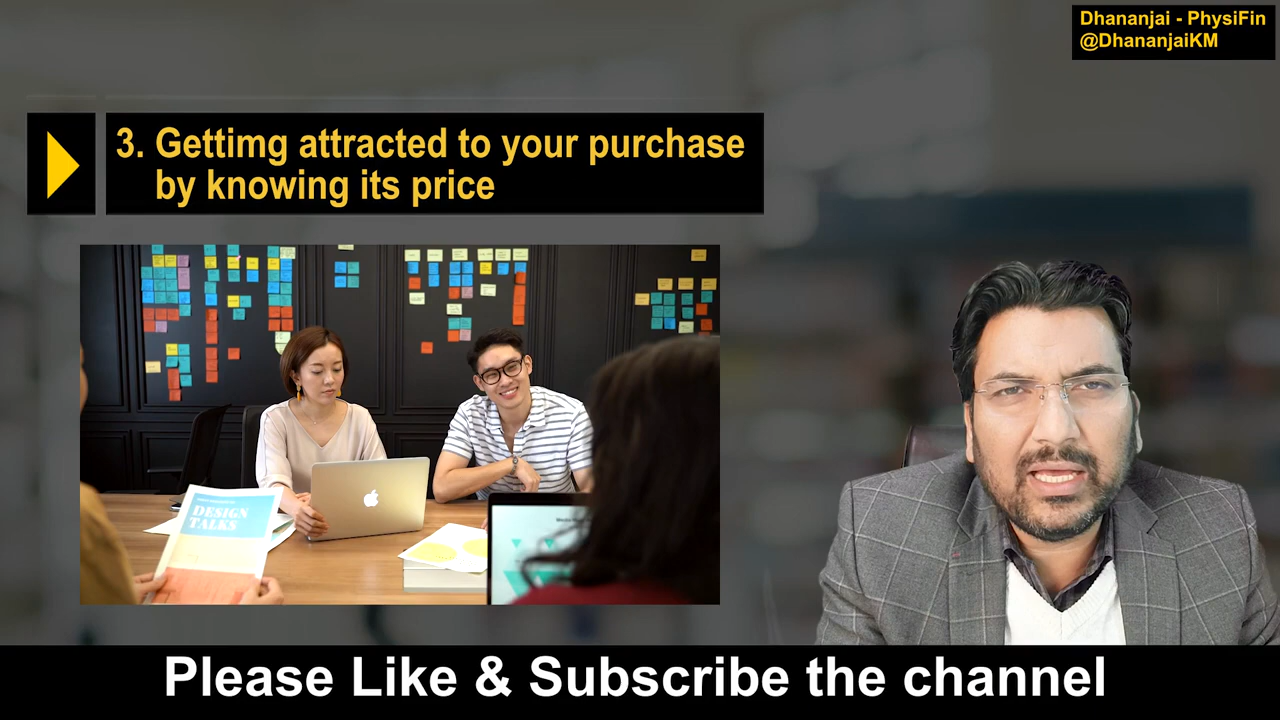 Dhananjai - PhysiFin
@DhananjaiKM
3. Gettimg attracted to your purchase
by knowing its price
DESIGN
TALKS
Please Like & Subscribe the channel